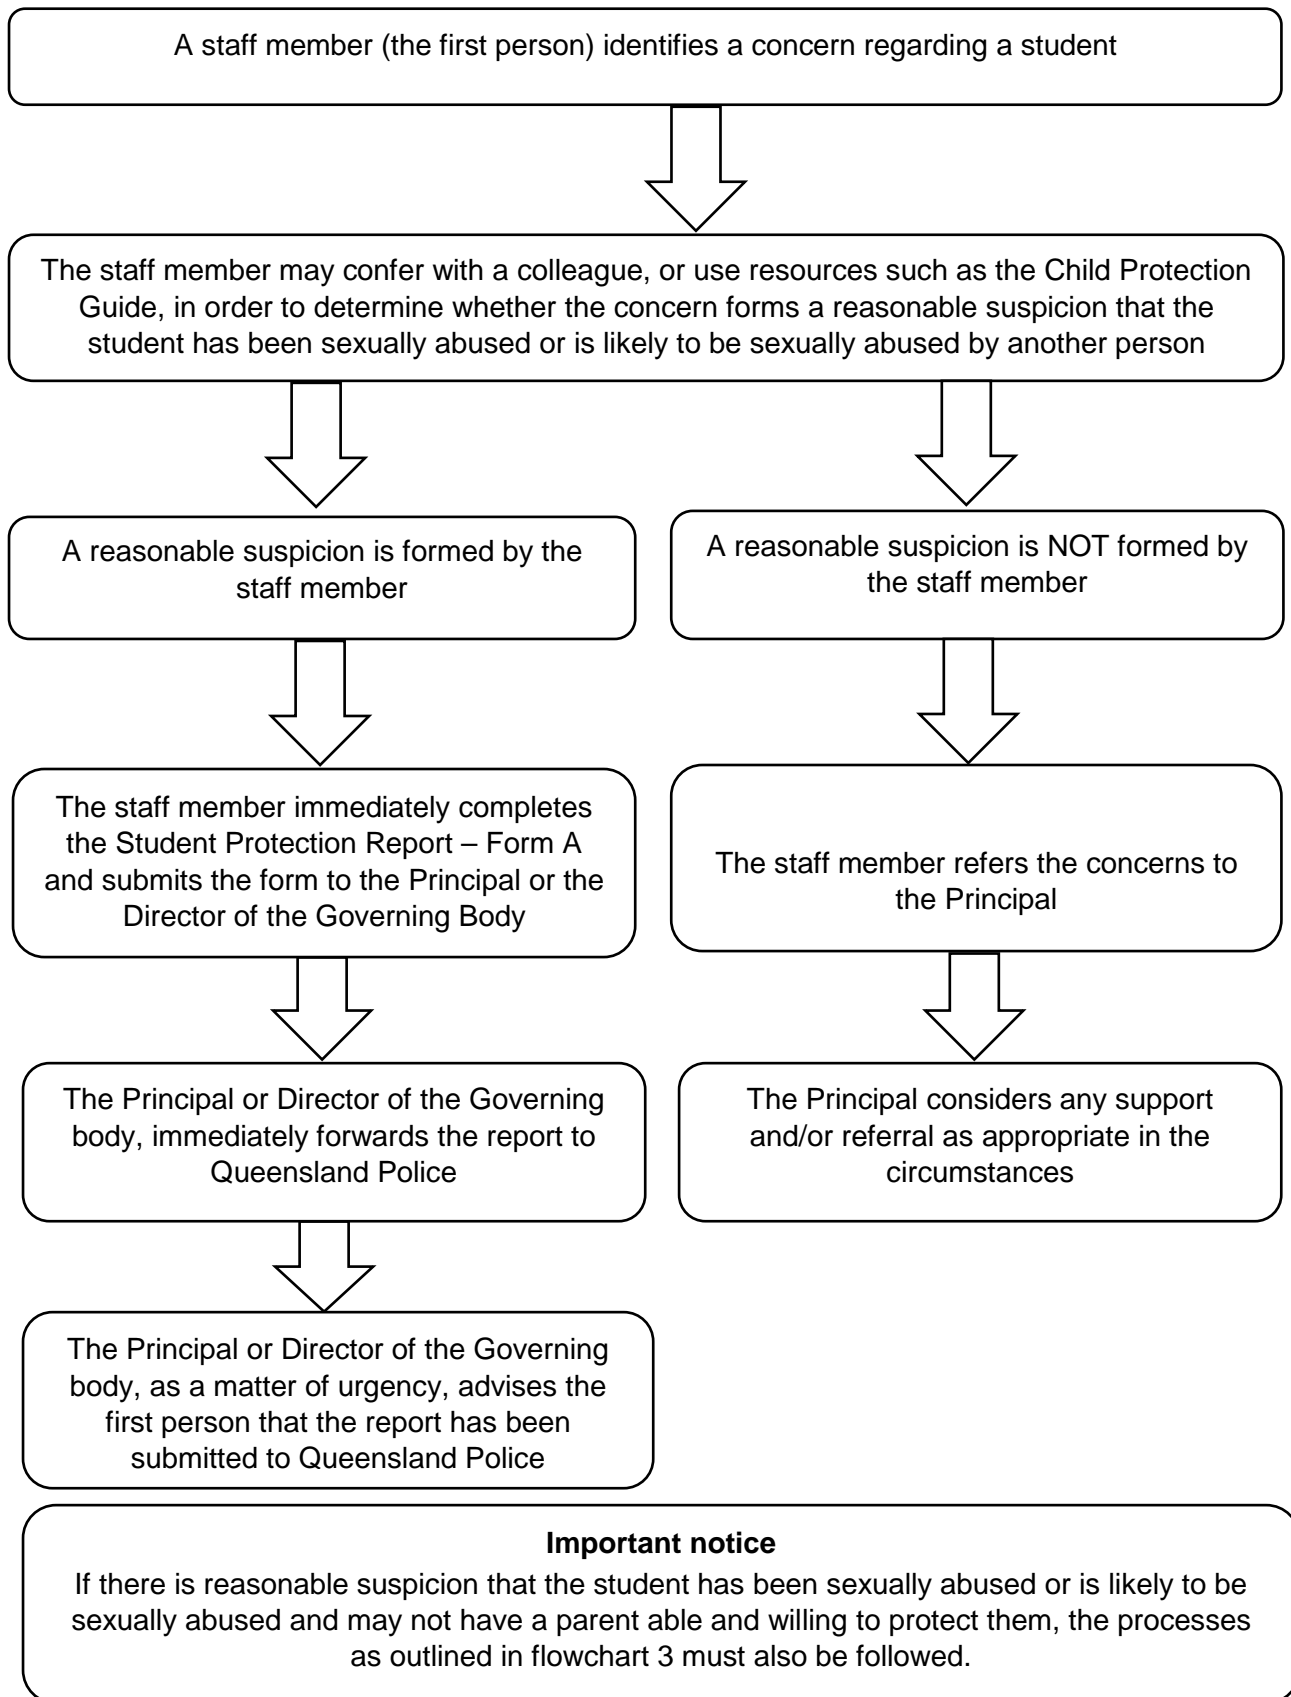 A staff member (the first person) identifies a concern regarding a student
The staff member may confer with a colleague, or use resources such as the Child Protection
Guide, in order to determine whether the concern forms a reasonable suspicion that the
student has been sexually abused or is likely to be sexually abused by another person
A reasonable suspicion is formed by the
staff member
A reasonable suspicion is NOT formed by
the staff member
The staff member immediately completes
the Student Protection Report – Form A
and submits the form to the Principal or the
Director of the Governing Body
The staff member refers the concerns to
the Principal
The Principal or Director of the Governing
body, immediately forwards the report to
Queensland Police
The Principal considers any support
and/or referral as appropriate in the
circumstances
The Principal or Director of the Governing
body, as a matter of urgency, advises the
first person that the report has been
submitted to Queensland Police
Important notice
If there is reasonable suspicion that the student has been sexually abused or is likely to be
sexually abused and may not have a parent able and willing to protect them, the processes
as outlined in flowchart 3 must also be followed.